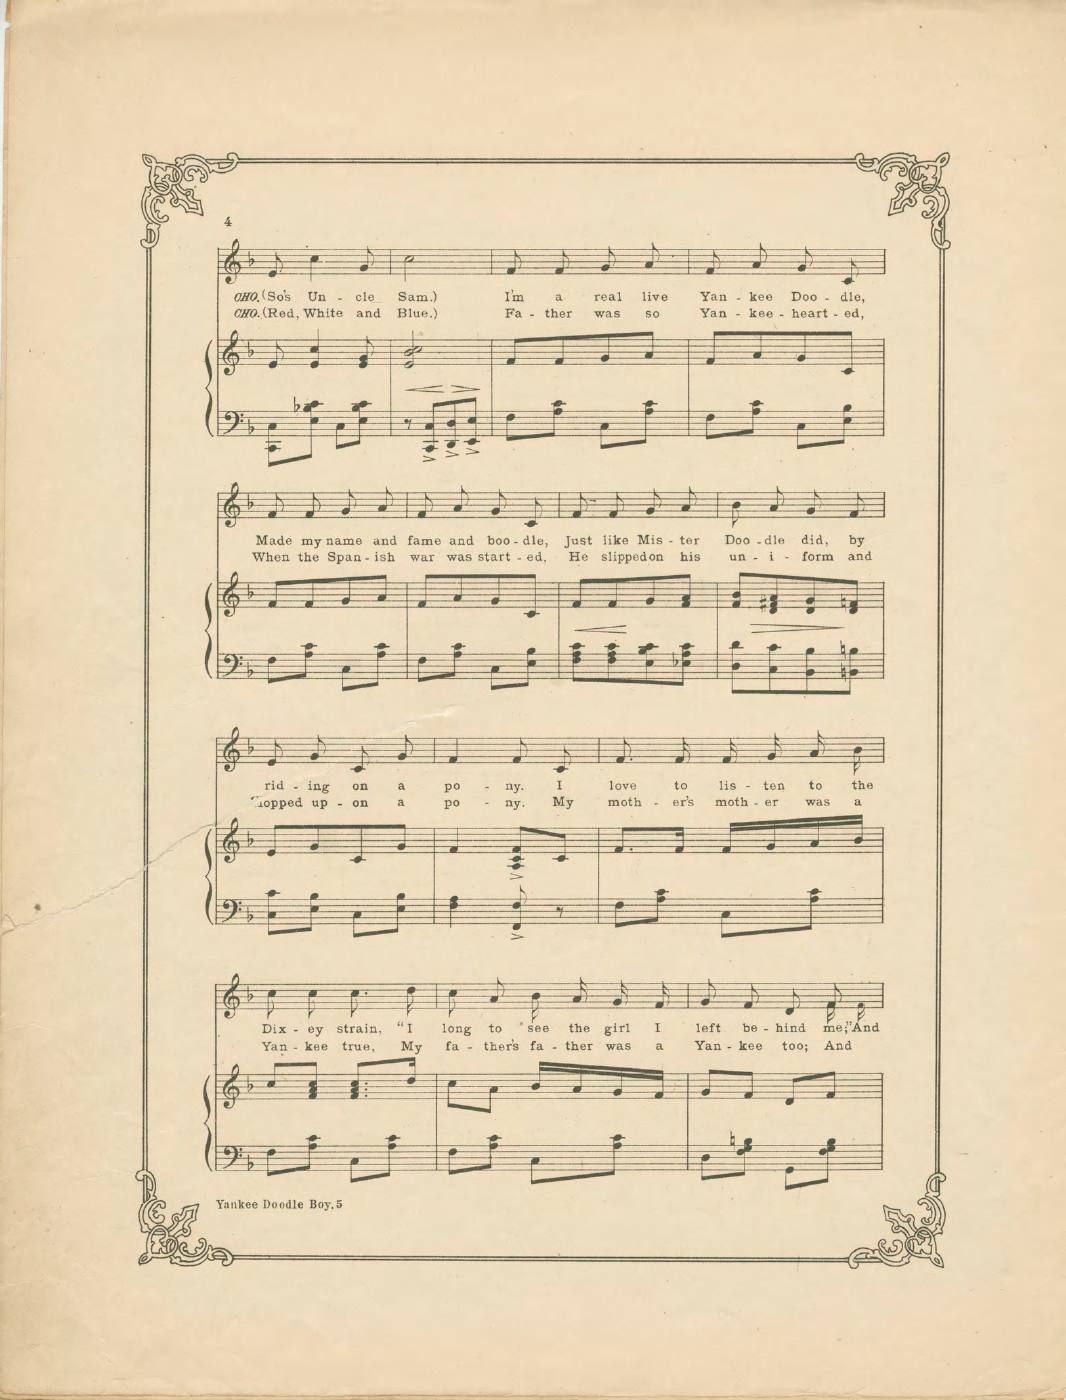 4
CHO. (So's Un - cle Sam.) I'm a real live Yan - kee Doo - dle,
CHO. (Red, White and Blue.) Fa - ther was so Yan - kee - heart - ed,
Made my name and fame and boo - dle, Just like Mis - ter Doo - dle did, by
When the Span - ish war was start - ed, He slipped on his un - i - form and
rid - ing on a po - ny. I love to lis - ten to the
hopped up - on a po - ny. My moth - er's moth - er was a
Dix - ey strain, "I long to see the girl I left be - hind me;" And
Yan - kee true, My fa - ther's fa - ther was a Yan - kee too; And
Yankee Doodle Boy, 5